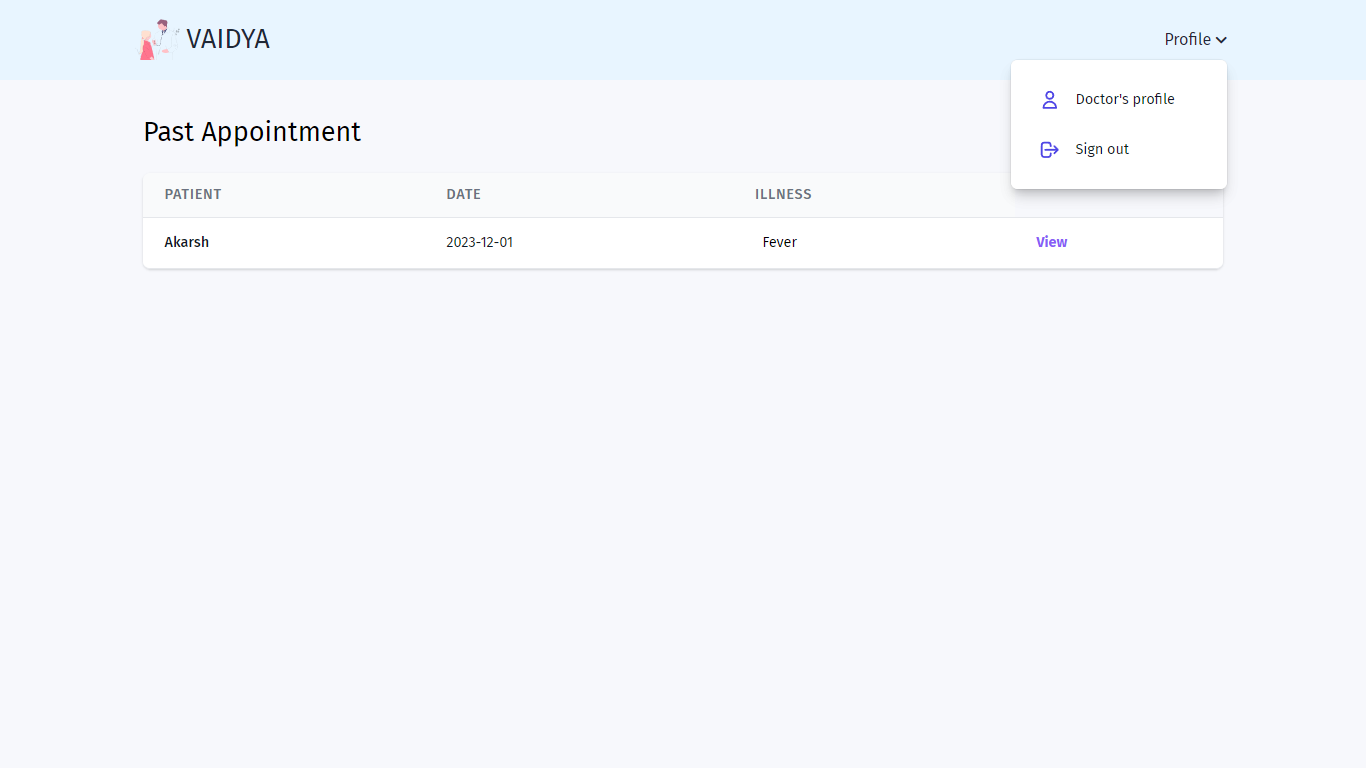 VAIDYA
Profile
Doctor's profile
Sign out
Past Appointment
PATIENT DATE ILLNESS
Akarsh 2023-12-01 Fever View